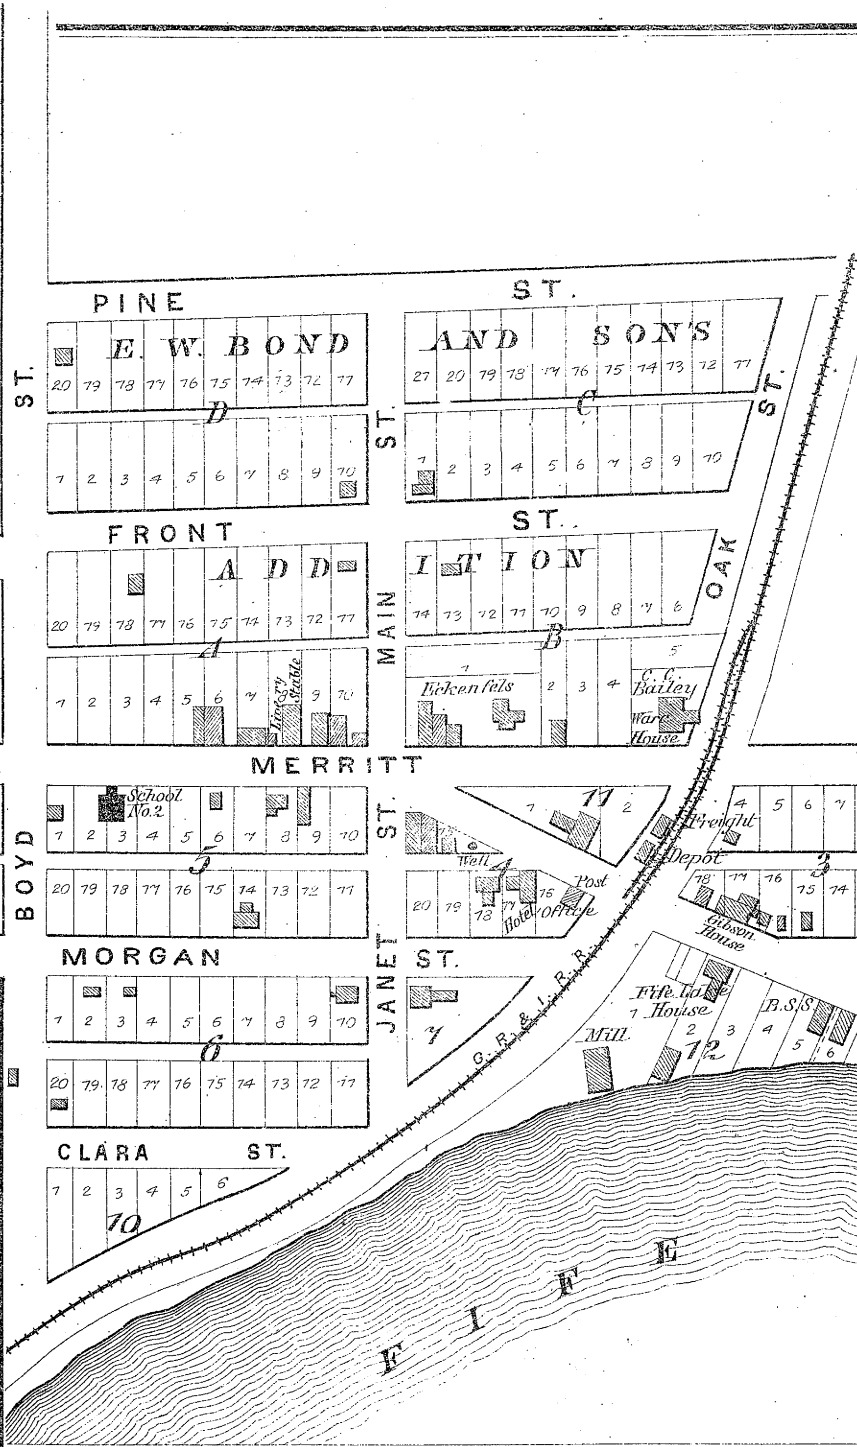 PINE ST.
E. W. BOND AND SON'S
20 19 18 17 16 15 14 13 12 11
21 20 19 18 17 16 15 14 13 12 11
ST.
D
C
ST.
ST.
1 2 3 4 5 6 7 8 9 10
1 2 3 4 5 6 7 8 9 10
FRONT ST.
ADDITION
OAK
20 19 18 17 16 15 14 13 12 11
14 13 12 11 10 9 8 7 6
MAIN
A
B
1 2 3 4 5 6 7 Livery Stable 9 10
1 Eckenfels 2 3 4
5
C. C. Bailey
Ware House
MERRITT
ST.
School No. 2
1 2 3 4 5 6 7 8 9 10
5
20 19 18 17 16 15 14 13 12 11
BOYD
1 11 2
Freight
Depot
4 5 6 7
3
18 17 16 15 14
Gibson House
Well
4
20 19 18 17 16
Hotel
Post Office
MORGAN ST.
JANET
1 2 3 4 5 6 7 8 9 10
6
20 19 18 17 16 15 14 13 12 11
7
G. R. & I. R. R.
Fife Lake House
1 2 3 4 5 6
12
B.S.S
Mill
CLARA ST.
1 2 3 4 5 6
10
FIFE